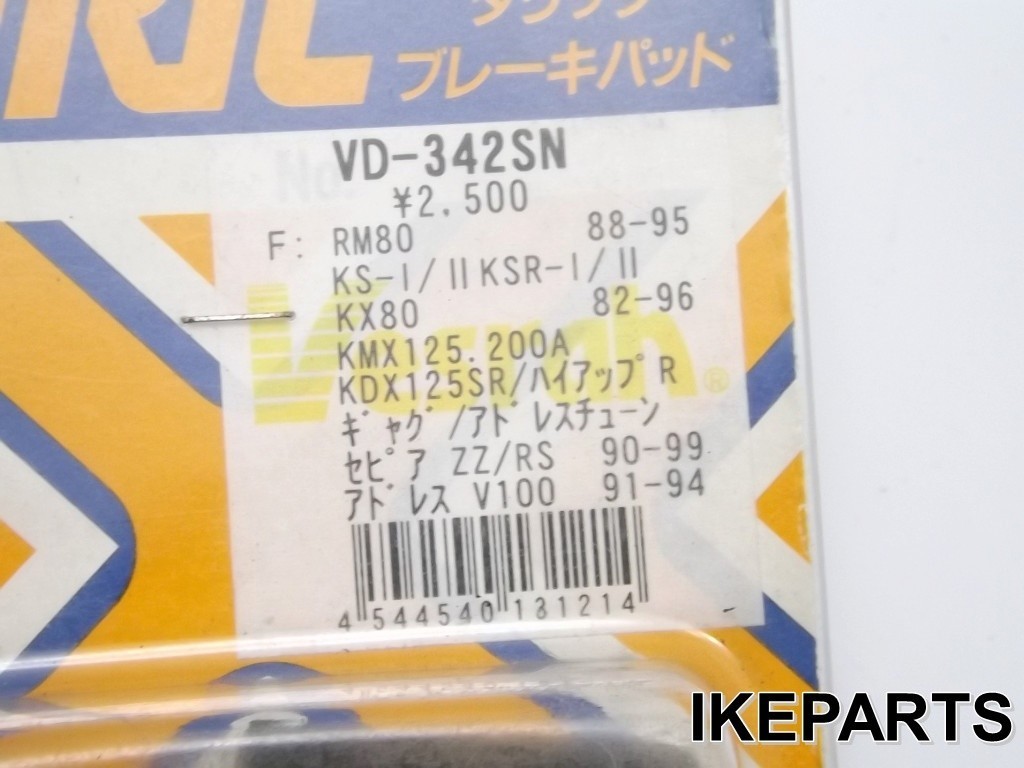 ブレーキパッド
VD-342SN
¥2,500
F: RM80 88-95
KS-I/II KSR-I/II
KX80 82-96
KMX125.200A
KDX125SR/ハイアップR
ギャグ/アドレスチューン
セピア ZZ/RS 90-99
アドレス V100 91-94
4 544540 131214
IKEPARTS